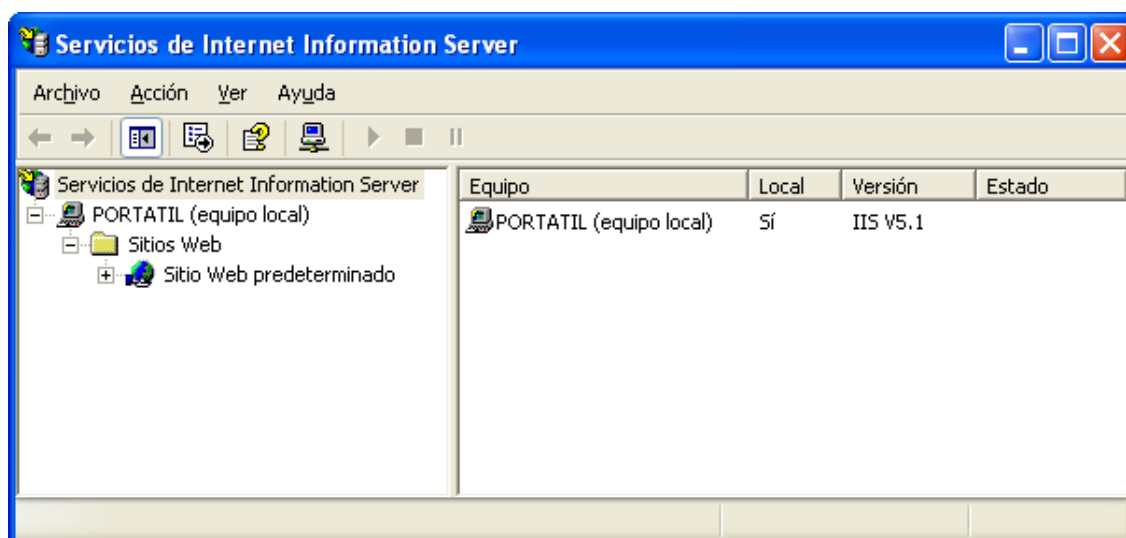 Servicios de Internet Information Server
Archivo Acción Ver Ayuda
Servicios de Internet Information Server
PORTATIL (equipo local)
Sitios Web
Sitio Web predeterminado
Equipo Local Versión Estado
PORTATIL (equipo local) Sí IIS V5.1